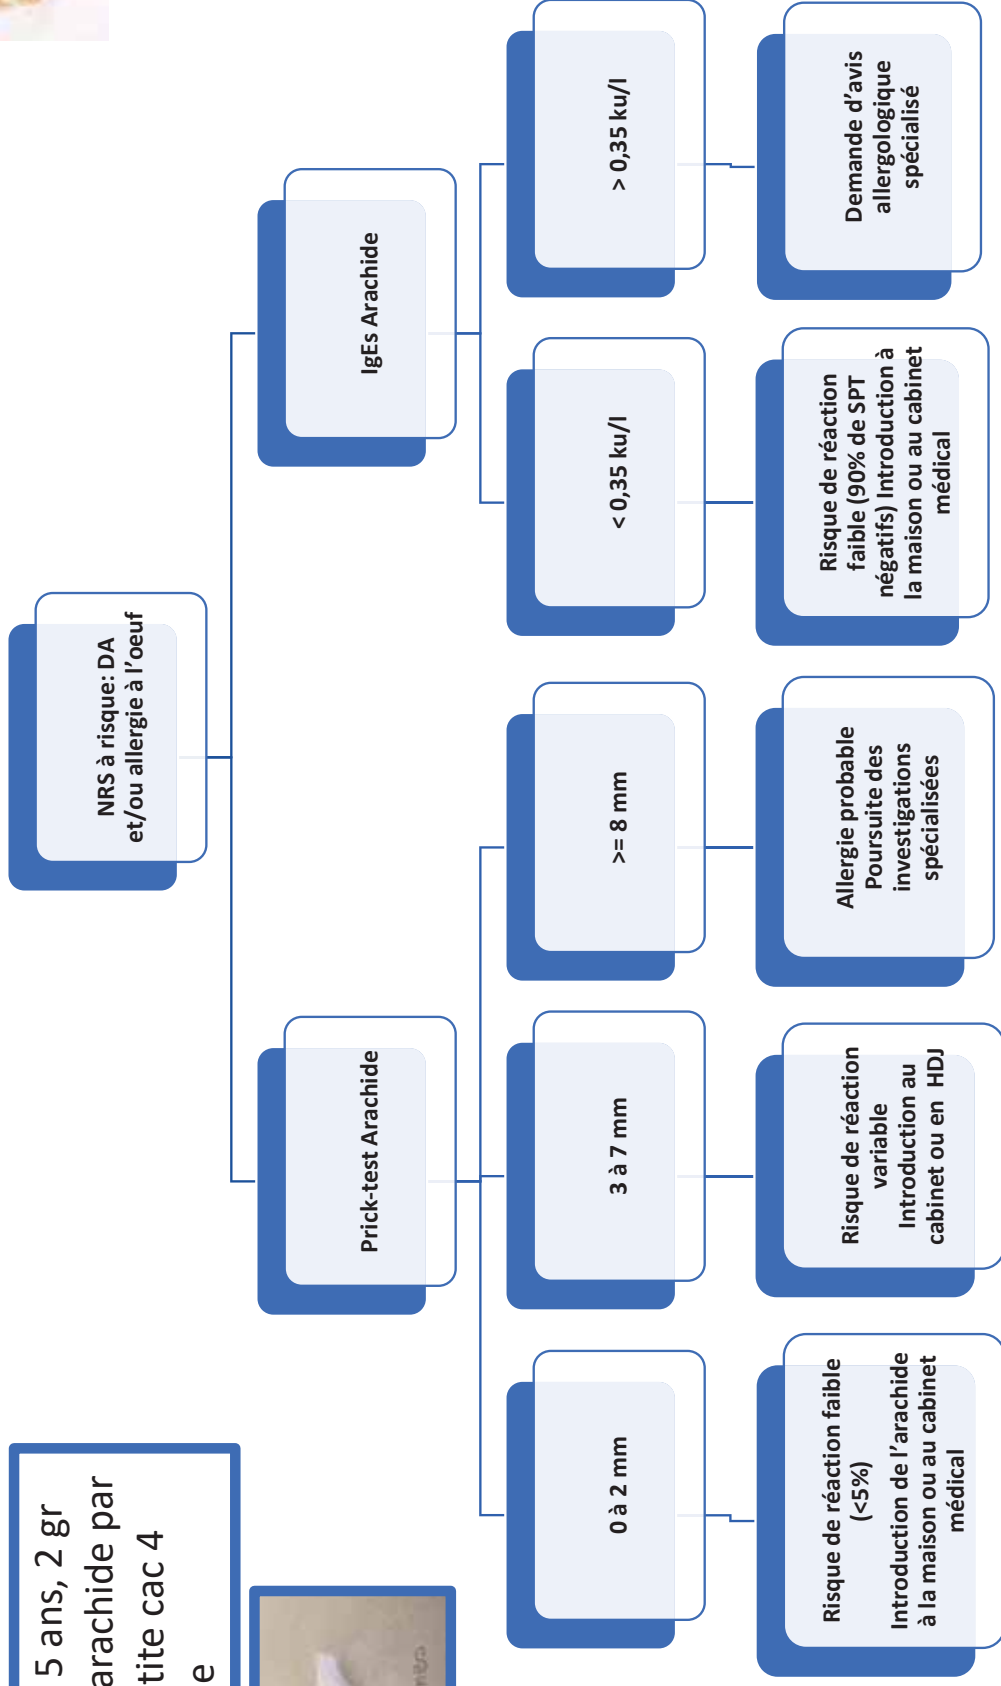 5 ans, 2 gr
arachide par
tite cac 4
e
NRS à risque: DA
et/ou allergie à l'oeuf
Prick-test Arachide
IgEs Arachide
0 à 2 mm
3 à 7 mm
>= 8 mm
< 0,35 ku/l
> 0,35 ku/l
Risque de réaction faible
(<5%)
Introduction de l'arachide
à la maison ou au cabinet
médical
Risque de réaction
variable
Introduction au
cabinet ou en HDJ
Allergie probable
Poursuite des
investigations
spécialisées
Risque de réaction
faible (90% de SPT
négatifs) Introduction à
la maison ou au cabinet
médical
Demande d'avis
allergologique
spécialisé